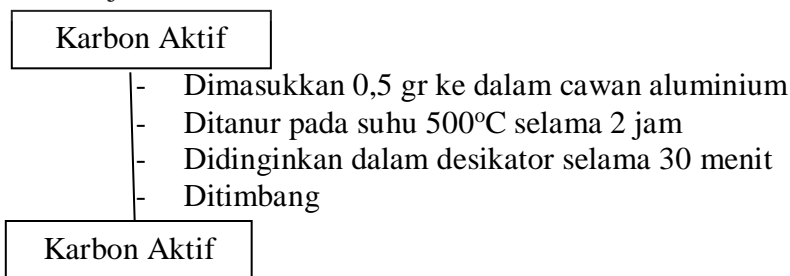 Karbon Aktif
- Dimasukkan 0,5 gr ke dalam cawan aluminium
- Ditanur pada suhu 500°C selama 2 jam
- Didinginkan dalam desikator selama 30 menit
- Ditimbang
Karbon Aktif